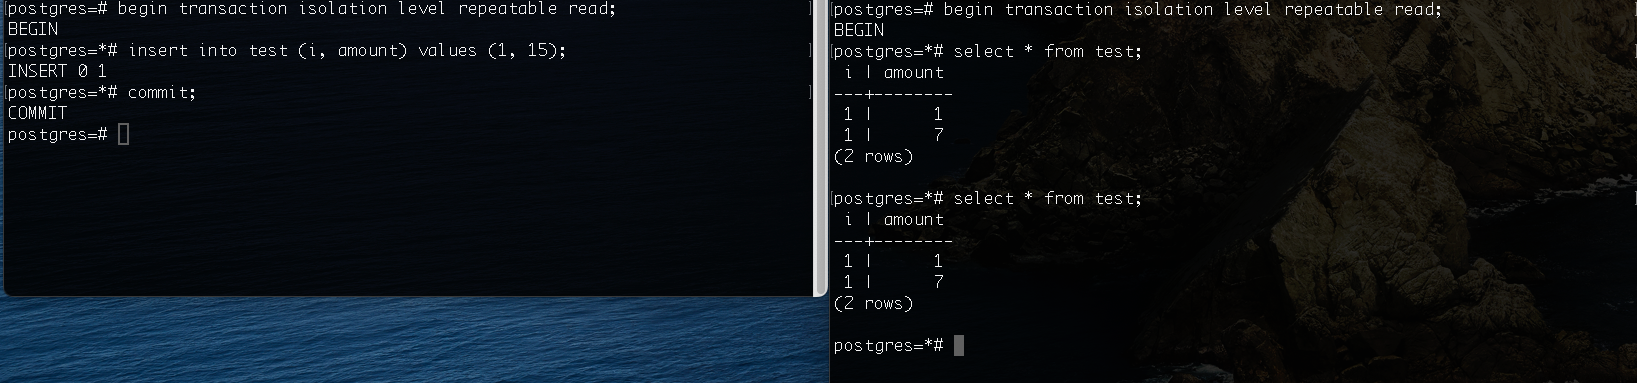 postgres=# begin transaction isolation level repeatable read;
BEGIN
[postgres=*# insert into test (i, amount) values (1, 15);
INSERT 0 1
[postgres=*# commit;                                                                    ]
COMMIT
postgres=#
postgres=# begin transaction isolation level repeatable read;
BEGIN
[postgres=*# select * from test;
 i | amount
---+--------
 1 |      1
 1 |      7
(2 rows)
[postgres=*# select * from test;
 i | amount
---+--------
 1 |      1
 1 |      7
(2 rows)
postgres=*#